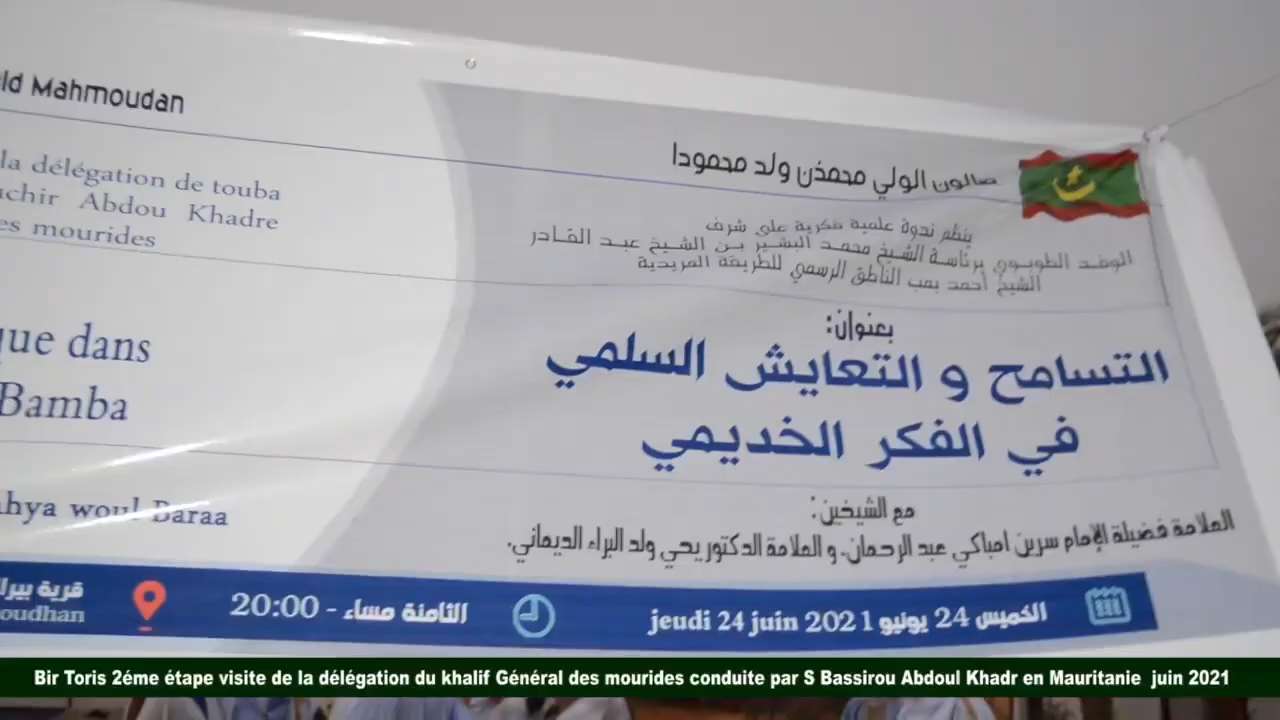 ld Mahmoudan
la délégation de touba
uchir Abdou Khadre
es mourides
que dans
Bamba
ahya woul Baraa
صالون الولي محمذن ولد محمودا
ينظم ندوة علمية فكرية على شرف
الوفد الطوبوي برئاسة الشيخ محمد البشير بن الشيخ عبد القادر
الشيخ أحمد بمب الناطق الرسمي للطريقة المريدية
بعنوان:
التسامح و التعايش السلمي
في الفكر الخديمي
مع الشيخين:
العلامة فضيلة الإمام سرين امباكي عبد الرحمان. و العلامة الدكتور يحي ولد البراء الديماني.
الخميس 24 يونيو jeudi 24 juin 2021
الثامنة مساء - 20:00
قرية بيرا
oudhan
Bir Toris 2éme étape visite de la délégation du khalif Général des mourides conduite par S Bassirou Abdoul Khadr en Mauritanie juin 2021